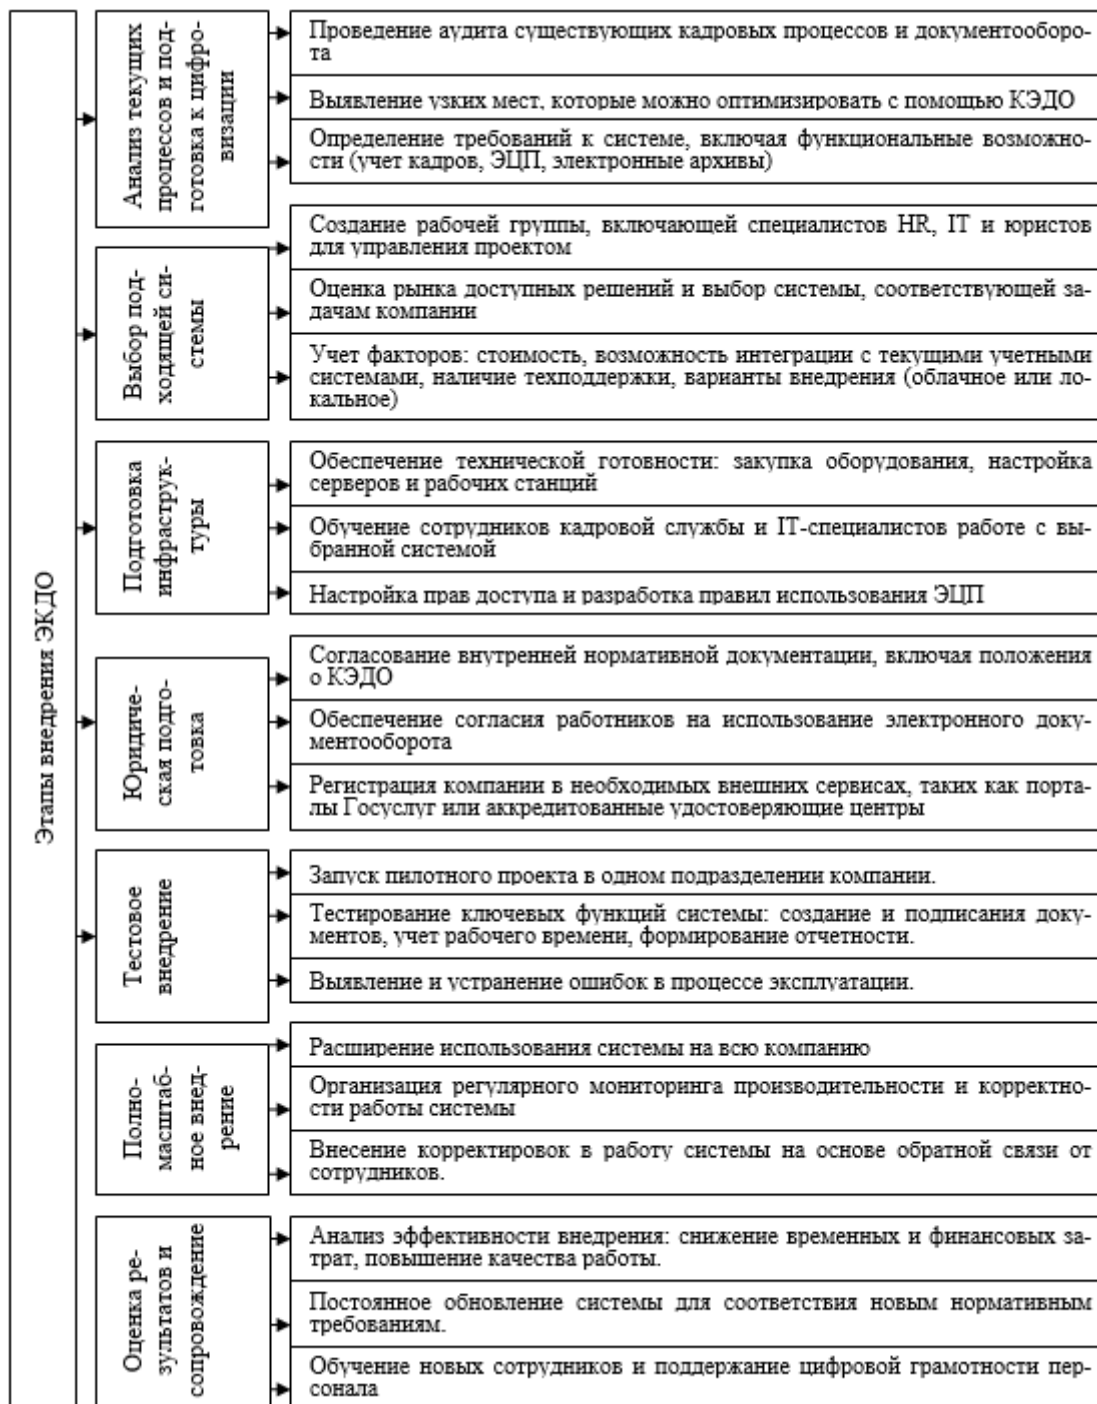 Этапы внедрения ЭКДО
Анализ текущих
процессов и под-
готовка к цифро-
визации
Проведение аудита существующих кадровых процессов и документооборо-
та
Выявление узких мест, которые можно оптимизировать с помощью КЭДО
Определение требований к системе, включая функциональные возможно-
сти (учет кадров, ЭЦП, электронные архивы)
Выбор под-
ходящей си-
стемы
Создание рабочей группы, включающей специалистов HR, IT и юристов
для управления проектом
Оценка рынка доступных решений и выбор системы, соответствующей за-
дачам компании
Учет факторов: стоимость, возможность интеграции с текущими учетными
системами, наличие техподдержки, варианты внедрения (облачное или ло-
кальное)
Подготовка
инфраструк-
туры
Обеспечение технической готовности: закупка оборудования, настройка
серверов и рабочих станций
Обучение сотрудников кадровой службы и IT-специалистов работе с вы-
бранной системой
Настройка прав доступа и разработка правил использования ЭЦП
Юридиче-
ская подго-
товка
Согласование внутренней нормативной документации, включая положения
о КЭДО
Обеспечение согласия работников на использование электронного доку-
ментооборота
Регистрация компании в необходимых внешних сервисах, таких как порта-
лы Госуслуг или аккредитованные удостоверяющие центры
Тестовое
внедрение
Запуск пилотного проекта в одном подразделении компании.
Тестирование ключевых функций системы: создание и подписания доку-
ментов, учет рабочего времени, формирование отчетности.
Выявление и устранение ошибок в процессе эксплуатации.
Полно-
масштаб-
ное внед-
рение
Расширение использования системы на всю компанию
Организация регулярного мониторинга производительности и корректно-
сти работы системы
Внесение корректировок в работу системы на основе обратной связи от
сотрудников.
Оценка ре-
зультатов и
сопровождение
Анализ эффективности внедрения: снижение временных и финансовых за-
трат, повышение качества работы.
Постоянное обновление системы для соответствия новым нормативным
требованиям.
Обучение новых сотрудников и поддержание цифровой грамотности пер-
сонала